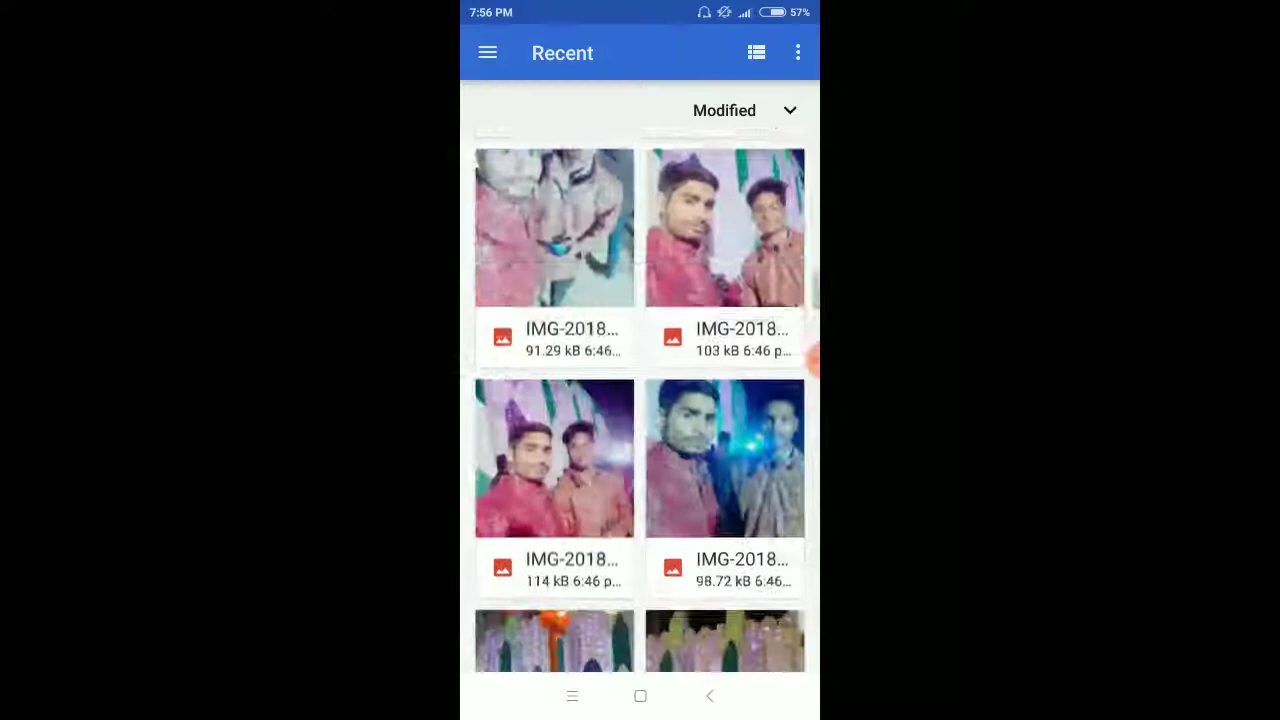 7:56 PM 57%
Recent
Modified
IMG-2018...
91.29 kB 6:46...
IMG-2018...
103 kB 6:46 p...
IMG-2018...
114 kB 6:46 p...
IMG-2018...
98.72 kB 6:46...